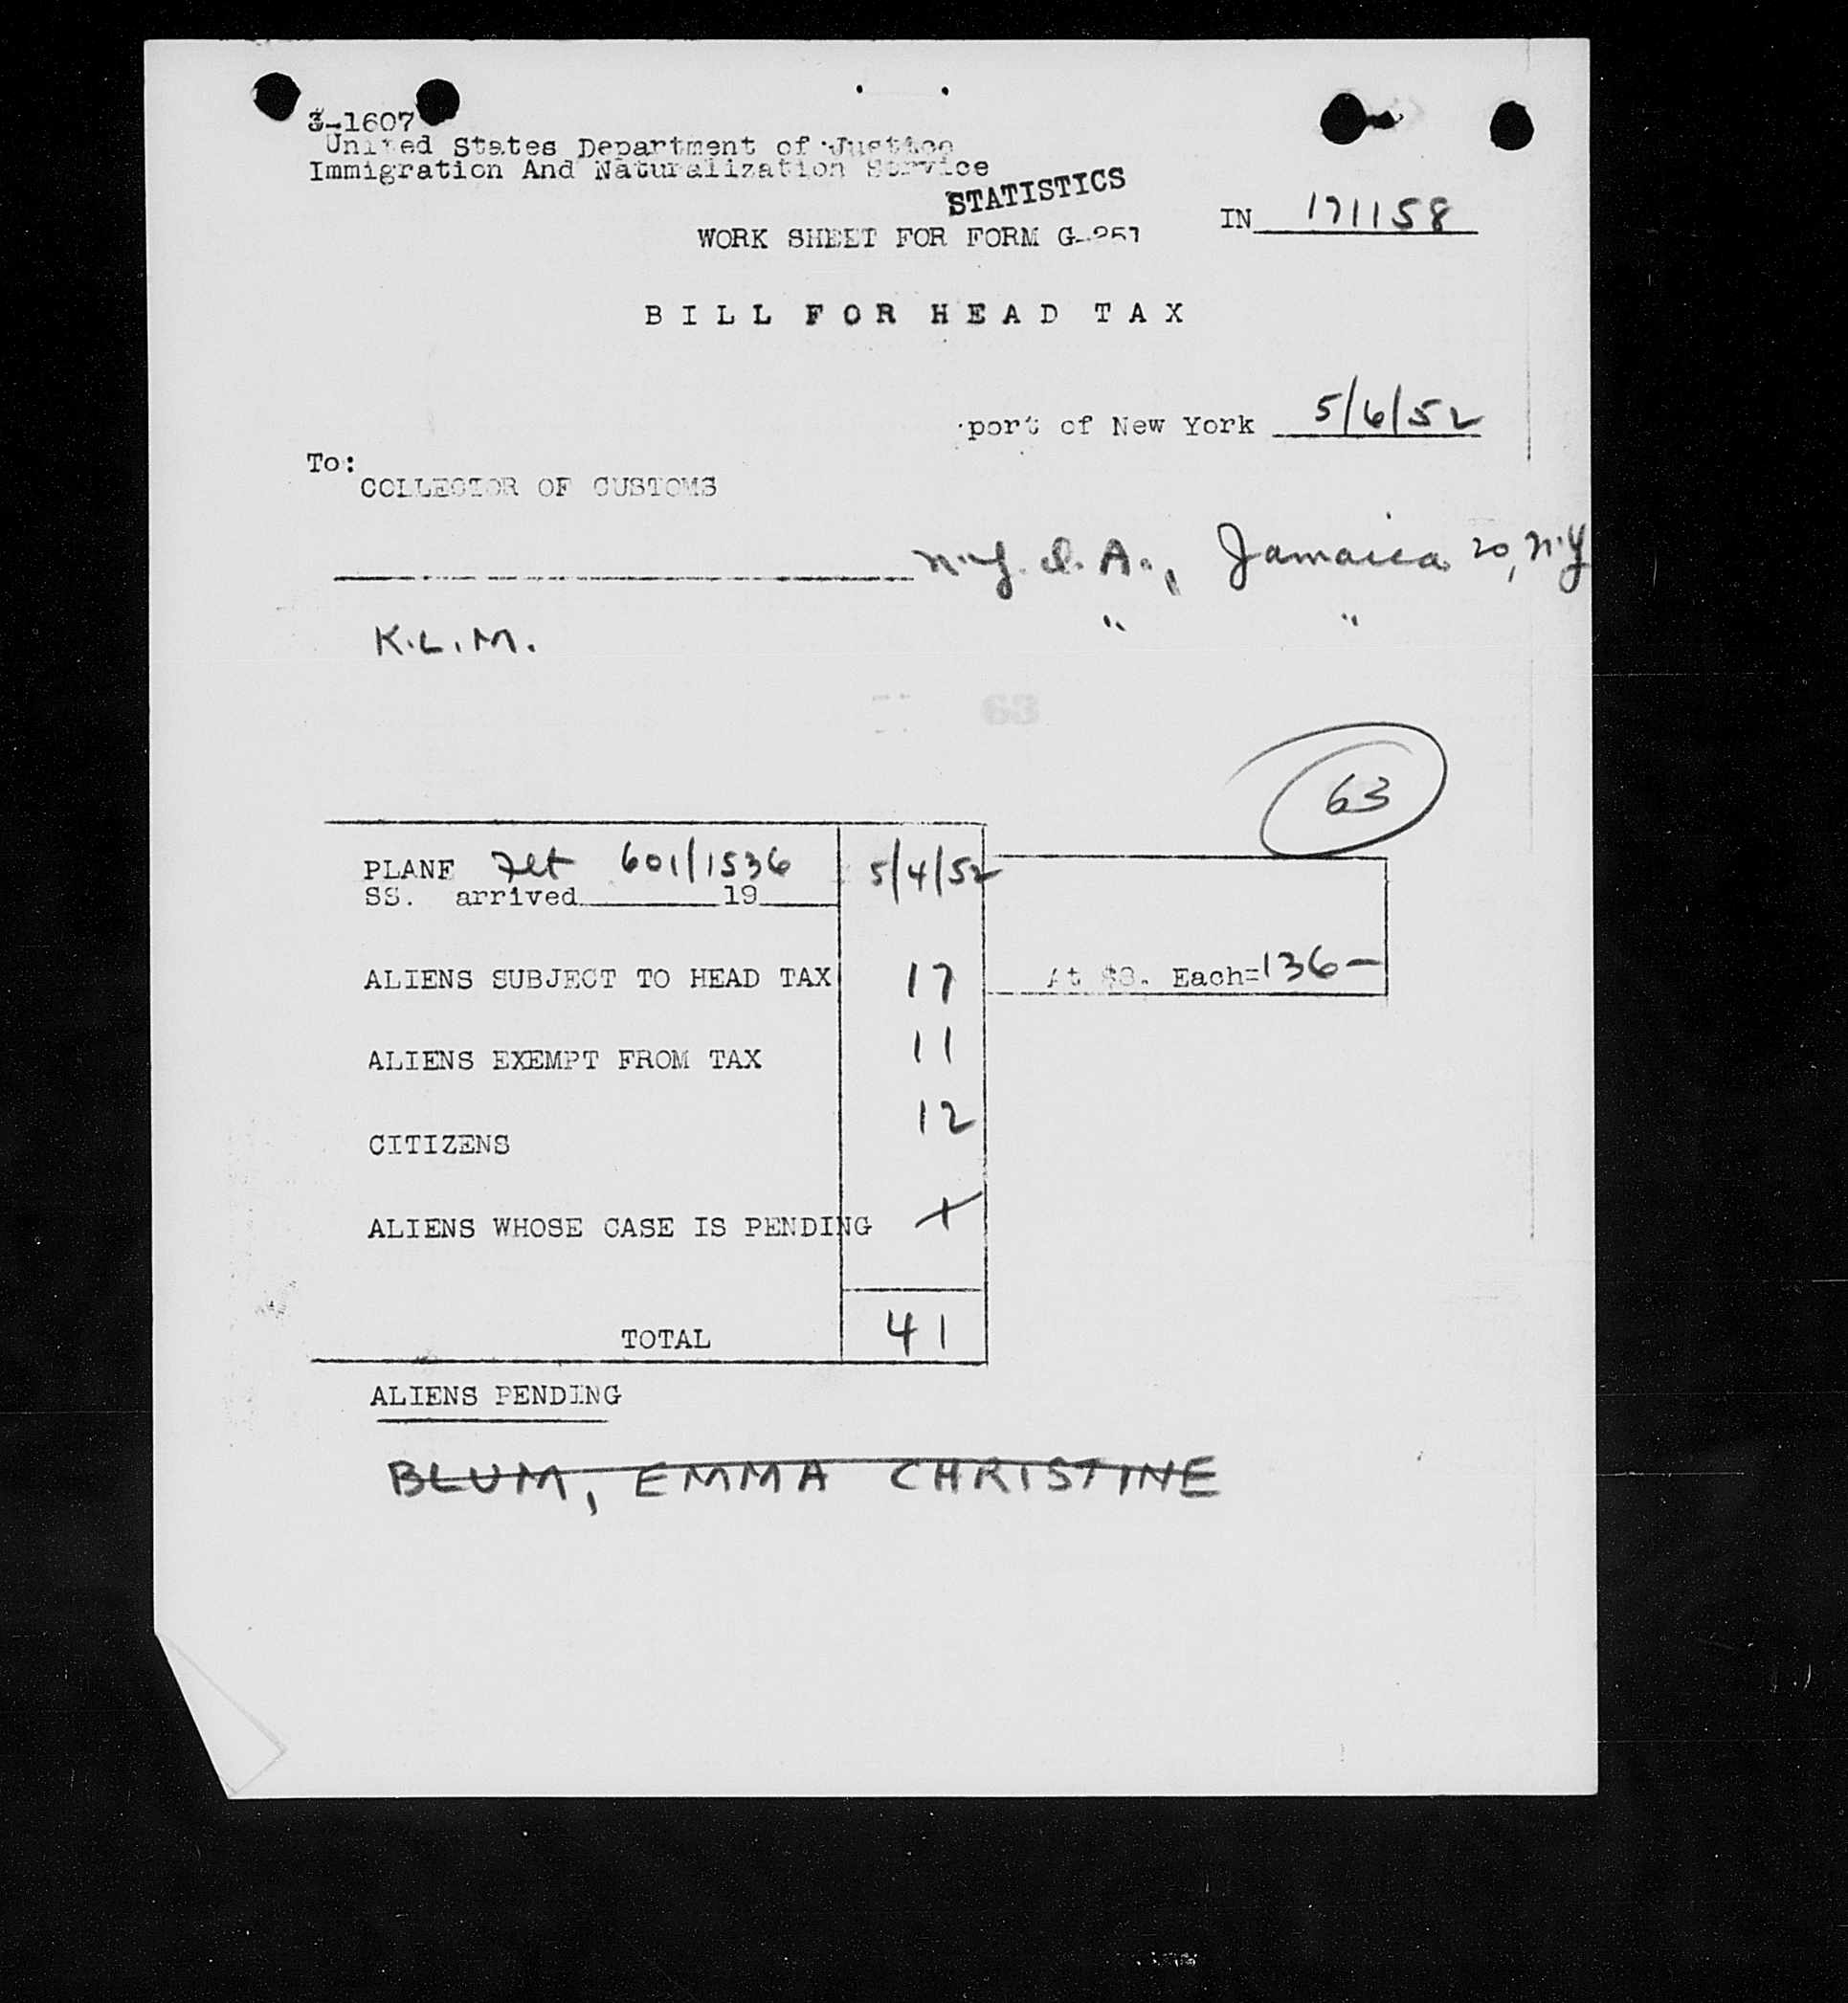 3-1607
United States Department of Justice
Immigration And Naturalization Service
STATISTICS
IN 171158
WORK SHEET FOR FORM G-251
BILL FOR HEAD TAX
port of New York 5/6/52
To:
COLLECTOR OF CUSTOMS
N.Y. I. A., Jamaica 20, N.Y
K.L.M. " "
63
63
PLANE Flt 601/1536 5/4/52
SS. arrived 19
ALIENS SUBJECT TO HEAD TAX 17 At $8. Each=136-
ALIENS EXEMPT FROM TAX 11
CITIZENS 12
ALIENS WHOSE CASE IS PENDING
TOTAL 41
ALIENS PENDING
BLUM, EMMA CHRISTINE